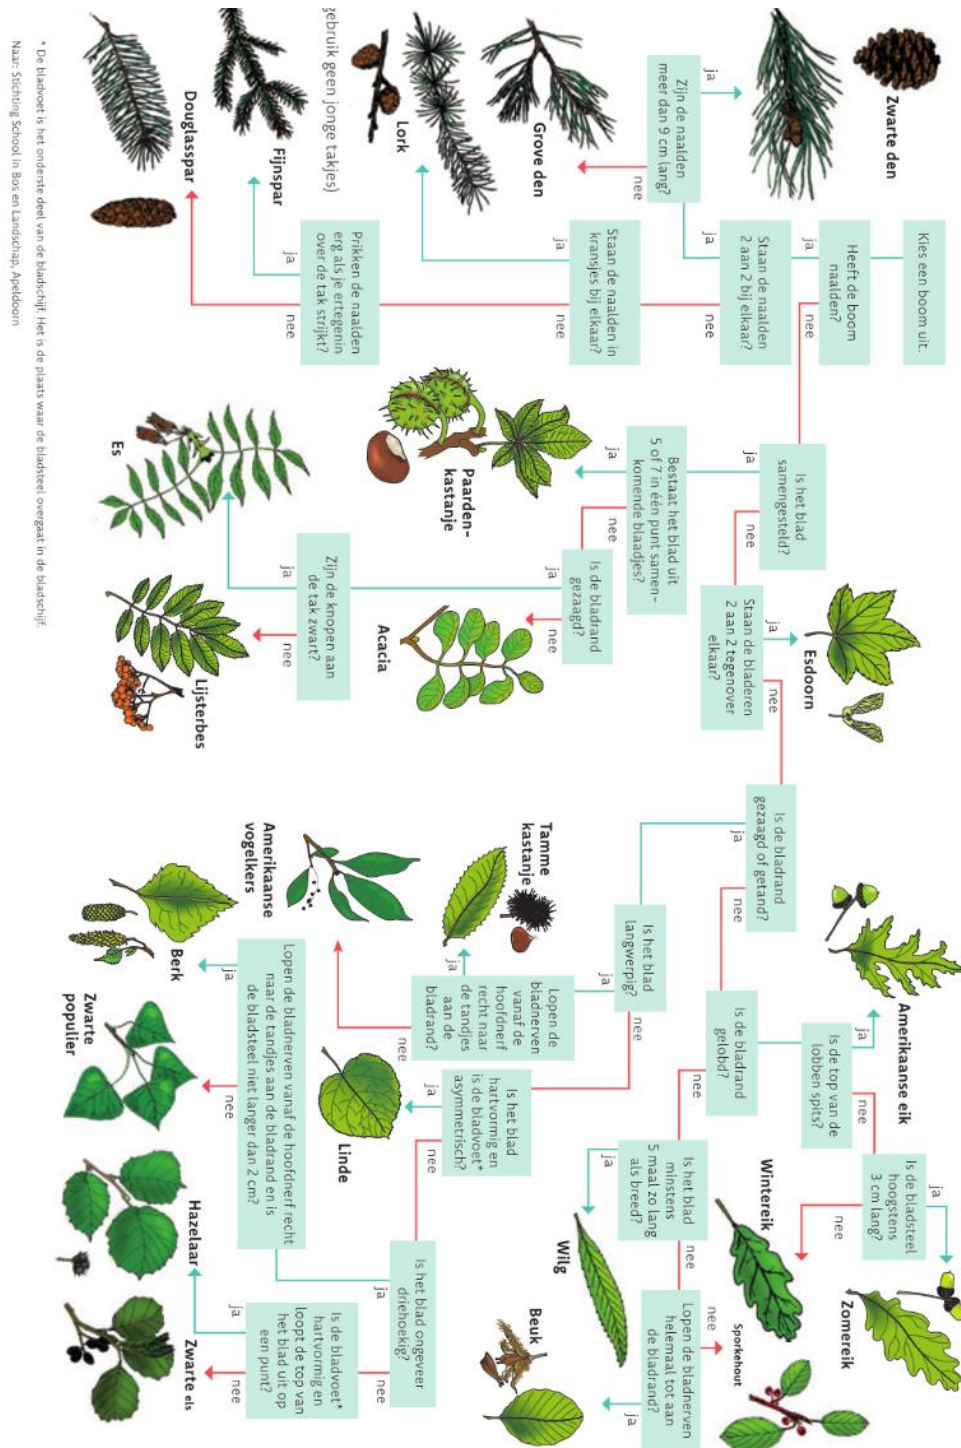 Kies een boom uit.
Heeft de boom
naalden?
ja
nee
Staan de naalden
2 aan 2 bij elkaar?
ja
nee
Zijn de naalden
meer dan 9 cm lang?
ja
nee
Zwarte den
Grove den
Staan de naalden in
kransjes bij elkaar?
ja
nee
Lork
gebruik geen jonge takjes)
Prikken de naalden
erg als je ertegenin
over de tak strijkt?
ja
nee
Fijnspar
Douglasspar
Is het blad
samengesteld?
ja
nee
Bestaat het blad uit
5 of 7 in één punt samen-
komende blaadjes?
ja
nee
Paarden-
kastanje
Is de bladrand
gezaagd?
ja
nee
Acacia
Zijn de knopen aan
de tak zwart?
ja
nee
Es
Lijsterbes
Staan de bladeren
2 aan 2 tegenover
elkaar?
ja
nee
Esdoorn
Is de bladrand
gezaagd of getand?
ja
nee
Is het blad
langwerpig?
ja
nee
Lopen de
bladnerven
vanaf de
hoofdnerf
recht naar
de tandjes
aan de
bladrand?
ja
nee
Tamme
kastanje
Amerikaanse
vogelkers
Is het blad
hartvormig en
is de bladvoet*
asymmetrisch?
ja
nee
Linde
Is het blad ongeveer
driehoekig?
ja
nee
Lopen de bladnerven vanaf de hoofdnerf recht
naar de tandjes aan de bladrand en is
de bladsteel niet langer dan 2 cm?
ja
nee
Berk
Zwarte
populier
Is de bladvoet*
hartvormig en
loopt de top van
het blad uit op
een punt?
ja
nee
Hazelaar
Zwarte els
Is de bladrand
gelobd?
ja
nee
Is de top van de
lobben spits?
ja
nee
Amerikaanse eik
Is de bladsteel
hoogstens
3 cm lang?
ja
nee
Zomereik
Wintereik
Is het blad
minstens
5 maal zo lang
als breed?
ja
nee
Wilg
Lopen de bladnerven
helemaal tot aan
de bladrand?
ja
nee
Beuk
Sporkehout
* De bladvoet is het onderste deel van de bladschijf. Het is de plaats waar de bladsteel overgaat in de bladschijf.
Naar: Stichting School in Bos en Landschap, Apeldoorn